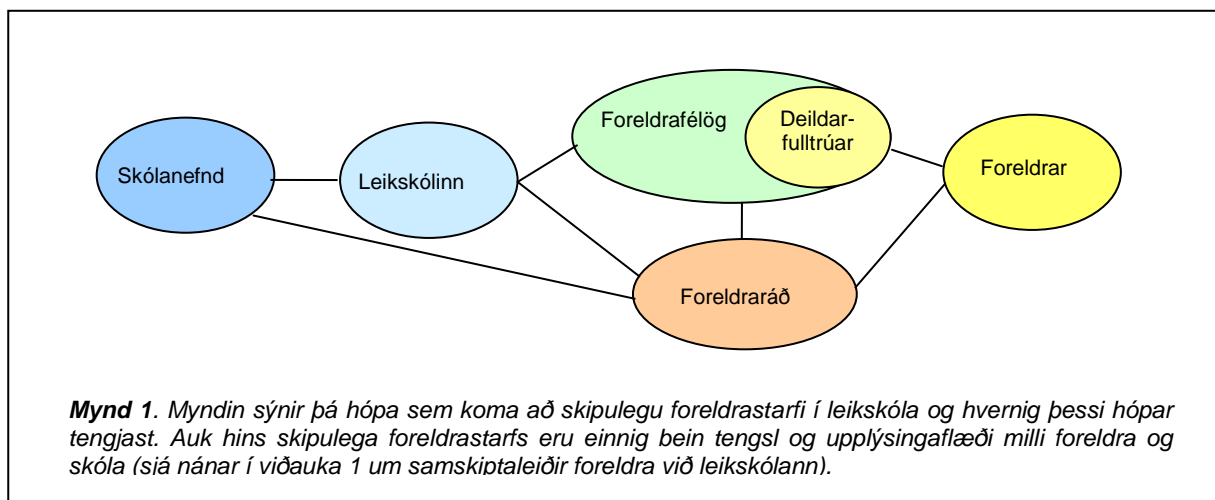 Skólanefnd
Leikskólinn
Foreldrafélög
Deildar-
fulltrúar
Foreldrar
Foreldraráð
Mynd 1. Myndin sýnir þá hópa sem koma að skipulegu foreldrastarfi í leikskóla og hvernig þessi hópar
tengjast. Auk hins skipulega foreldrastarfs eru einnig bein tengsl og upplýsingaflæði milli foreldra og
skóla (sjá nánar í viðauka 1 um samskiptaleiðir foreldra við leikskólann).